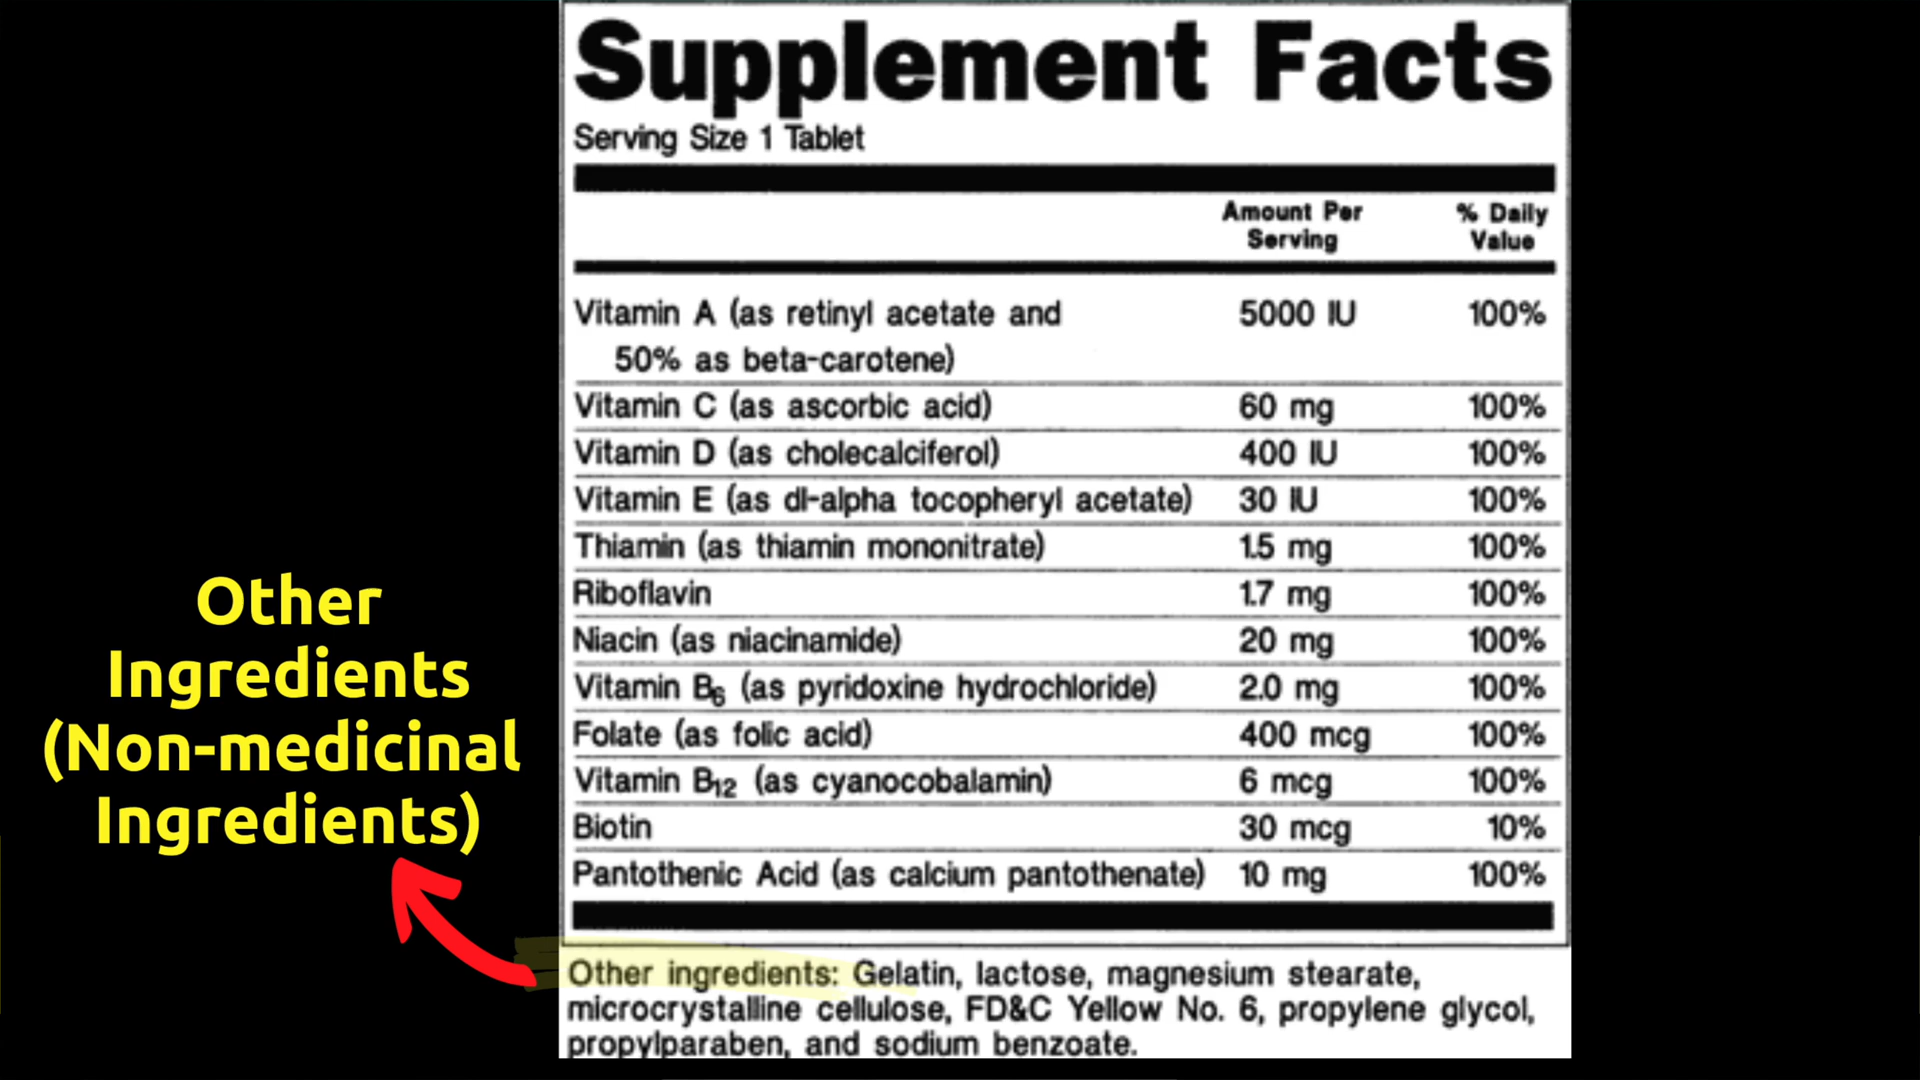 Supplement Facts
Serving Size 1 Tablet
Amount Per Serving % Daily Value
Vitamin A (as retinyl acetate and 5000 IU 100%
50% as beta-carotene)
Vitamin C (as ascorbic acid) 60 mg 100%
Vitamin D (as cholecalciferol) 400 IU 100%
Vitamin E (as dl-alpha tocopheryl acetate) 30 IU 100%
Thiamin (as thiamin mononitrate) 1.5 mg 100%
Riboflavin 1.7 mg 100%
Niacin (as niacinamide) 20 mg 100%
Vitamin B6 (as pyridoxine hydrochloride) 2.0 mg 100%
Folate (as folic acid) 400 mcg 100%
Vitamin B12 (as cyanocobalamin) 6 mcg 100%
Biotin 30 mcg 10%
Pantothenic Acid (as calcium pantothenate) 10 mg 100%
Other ingredients: Gelatin, lactose, magnesium stearate,
microcrystalline cellulose, FD&C Yellow No. 6, propylene glycol,
propylparaben, and sodium benzoate.
Other
Ingredients
(Non-medicinal
Ingredients)